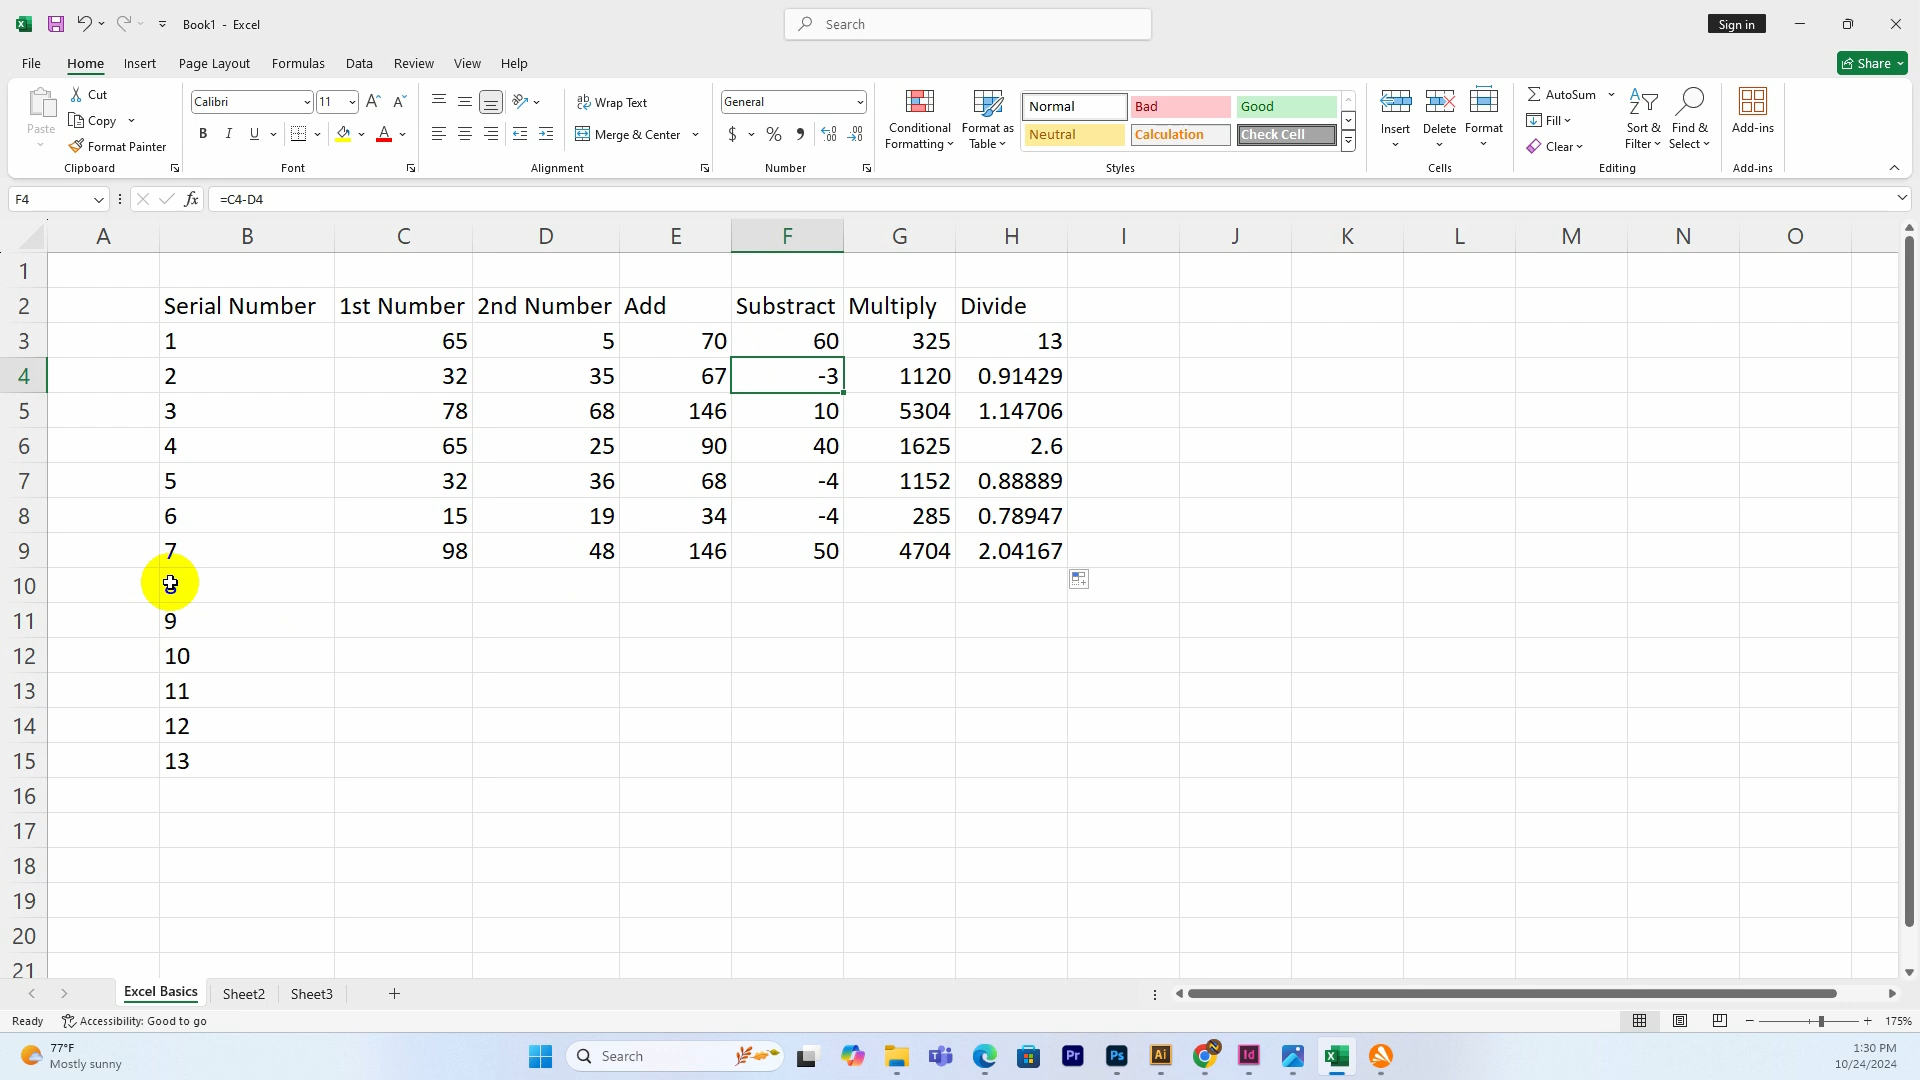 Book1 - Excel
Search
Sign in
File Home Insert Page Layout Formulas Data Review View Help
Share
Paste
Cut
Copy
Format Painter
Clipboard
Calibri 11
B I U
Font
Wrap Text
Merge & Center
Alignment
General
$ % ,
Number
Conditional Formatting
Format as Table
Normal Bad Good
Neutral Calculation Check Cell
Styles
Insert Delete Format
Cells
AutoSum
Fill
Clear
Sort & Filter
Find & Select
Editing
Add-ins
Add-ins
F4 fx =C4-D4
A B C D E F G H I J K L M N O
1
2 Serial Number 1st Number 2nd Number Add Substract Multiply Divide
3 1 65 5 70 60 325 13
4 2 32 35 67 -3 1120 0.91429
5 3 78 68 146 10 5304 1.14706
6 4 65 25 90 40 1625 2.6
7 5 32 36 68 -4 1152 0.88889
8 6 15 19 34 -4 285 0.78947
9 7 98 48 146 50 4704 2.04167
10 8
11 9
12 10
13 11
14 12
15 13
16
17
18
19
20
21
Excel Basics Sheet2 Sheet3
Ready Accessibility: Good to go
175%
77°F
Mostly sunny
Search
Pr Ps Ai Id
1:30 PM
10/24/2024